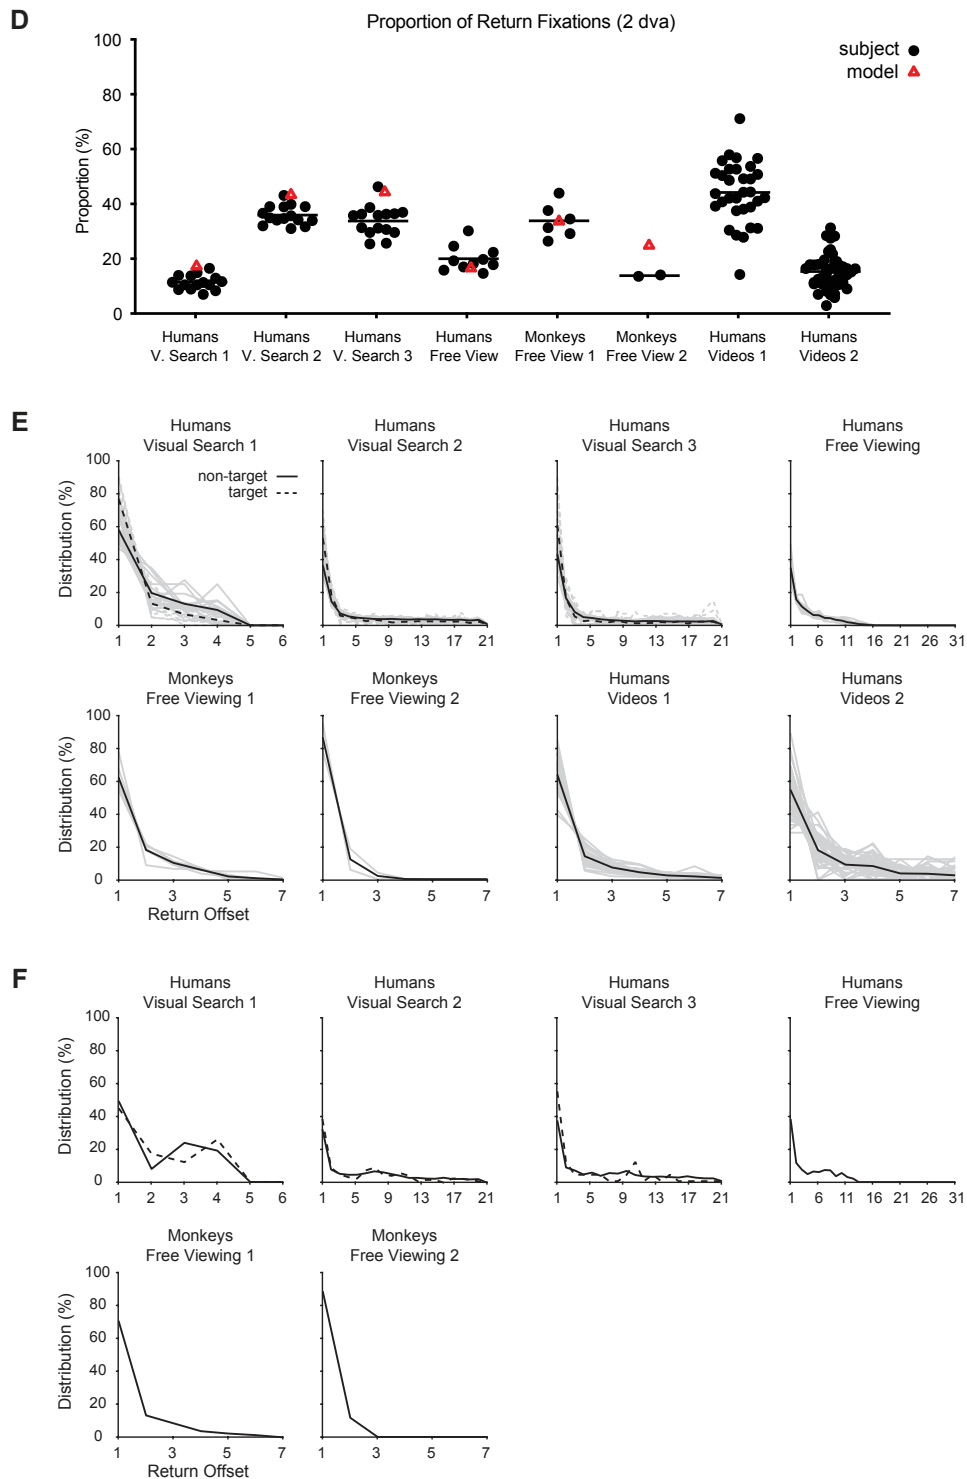 D
Proportion of Return Fixations (2 dva)
subject
model
Proportion (%)
100
80
60
40
20
0
Humans V. Search 1
Humans V. Search 2
Humans V. Search 3
Humans Free View
Monkeys Free View 1
Monkeys Free View 2
Humans Videos 1
Humans Videos 2
E
Humans
Visual Search 1
non-target
target
Distribution (%)
100
80
60
40
20
0
1 2 3 4 5 6
Humans
Visual Search 2
1 5 9 13 17 21
Humans
Visual Search 3
1 5 9 13 17 21
Humans
Free Viewing
1 6 11 16 21 26 31
Monkeys
Free Viewing 1
Distribution (%)
100
80
60
40
20
0
1 3 5 7
Return Offset
Monkeys
Free Viewing 2
1 3 5 7
Humans
Videos 1
1 3 5 7
Humans
Videos 2
1 3 5 7
F
Humans
Visual Search 1
Distribution (%)
100
80
60
40
20
0
1 2 3 4 5 6
Humans
Visual Search 2
1 5 9 13 17 21
Humans
Visual Search 3
1 5 9 13 17 21
Humans
Free Viewing
1 6 11 16 21 26 31
Monkeys
Free Viewing 1
Distribution (%)
100
80
60
40
20
0
1 3 5 7
Return Offset
Monkeys
Free Viewing 2
1 3 5 7